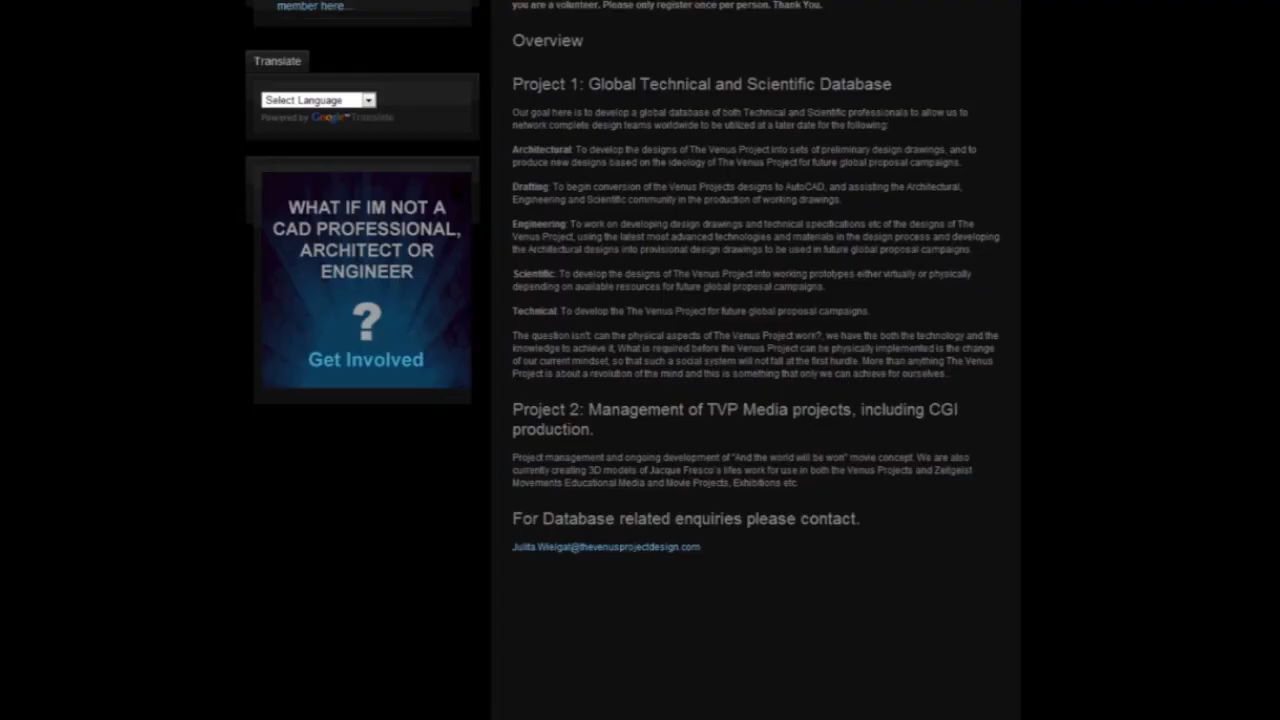 member here...
Translate
Select Language
Powered by Google™ Translate
WHAT IF IM NOT A
CAD PROFESSIONAL,
ARCHITECT OR
ENGINEER
?
Get Involved
you are a volunteer. Please only register once per person. Thank You.
Overview
Project 1: Global Technical and Scientific Database
Our goal here is to develop a global database of both Technical and Scientific professionals to allow us to
network complete design teams worldwide to be utilized at a later date for the following:
Architectural: To develop the designs of The Venus Project into sets of preliminary design drawings, and to
produce new designs based on the ideology of The Venus Project for future global proposal campaigns.
Drafting: To begin conversion of the Venus Projects designs to AutoCAD, and assisting the Architectural,
Engineering and Scientific community in the production of working drawings.
Engineering: To work on developing design drawings and technical specifications etc of the designs of The
Venus Project, using the latest most advanced technologies and materials in the design process and developing
the Architectural designs into provisional design drawings to be used in future global proposal campaigns.
Scientific: To develop the designs of The Venus Project into working prototypes either virtually or physically
depending on available resources for future global proposal campaigns.
Technical: To develop the The Venus Project for future global proposal campaigns.
The question isn't: can the physical aspects of The Venus Project work?, we have the both the technology and the
knowledge to achieve it, What is required before the Venus Project can be physically implemented is the change
of our current mindset, so that such a social system will not fall at the first hurdle. More than anything The Venus
Project is about a revolution of the mind and this is something that only we can achieve for ourselves..
Project 2: Management of TVP Media projects, including CGI
production.
Project management and ongoing development of "And the world will be won" movie concept. We are also
currently creating 3D models of Jacque Fresco's lifes work for use in both the Venus Projects and Zeitgeist
Movements Educational Media and Movie Projects, Exhibitions etc.
For Database related enquiries please contact.
Julita.Wielgat@thevenusprojectdesign.com